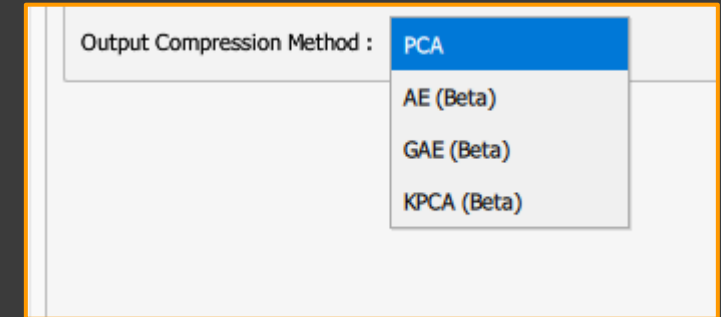 Output Compression Method : PCA
AE (Beta)
GAE (Beta)
KPCA (Beta)